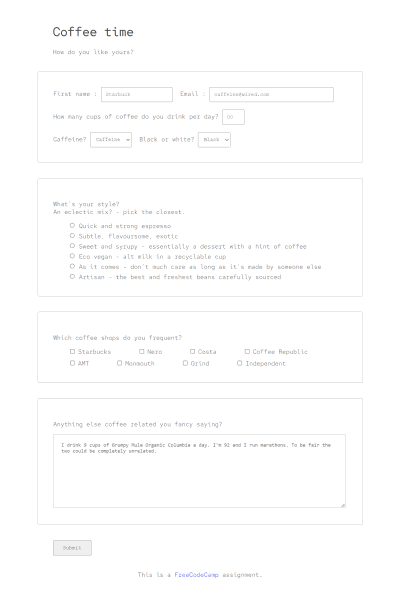 Coffee time
How do you like yours?
First name : Starbuck Email : caffeine@wired.com
How many cups of coffee do you drink per day? 00
Caffeine? Caffeine Black or white? Black
What's your style?
An eclectic mix? - pick the closest.
Quick and strong espresso
Subtle, flavoursome, exotic
Sweet and syrupy - essentially a dessert with a hint of coffee
Eco vegan - alt milk in a recyclable cup
As it comes - don't much care as long as it's made by someone else
Artisan - the best and freshest beans carefully sourced
Which coffee shops do you frequent?
Starbucks Nero Costa Coffee Republic
AMT Monmouth Grind Independent
Anything else coffee related you fancy saying?
I drink 9 cups of Grumpy Mule Organic Columbia a day. I'm 92 and I run marathons. To be fair the
two could be completely unrelated.
Submit
This is a FreeCodeCamp assignment.